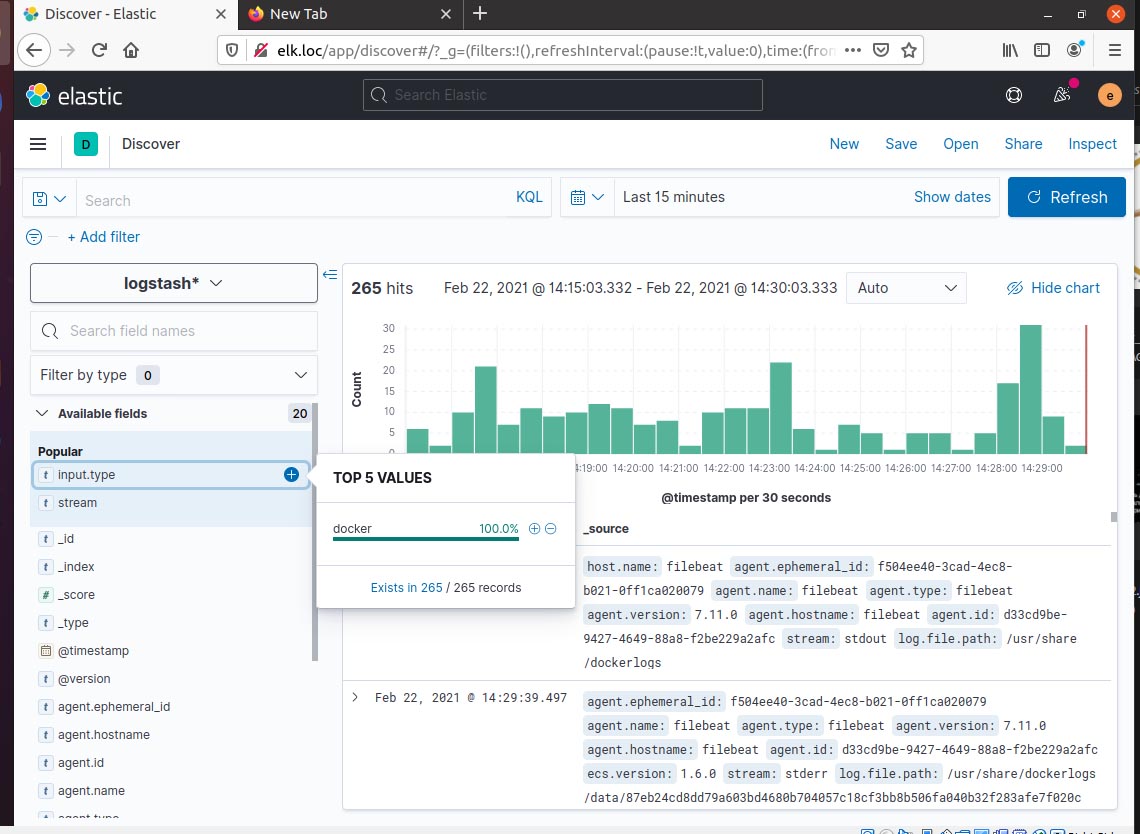 Discover - Elastic
New Tab
elk.loc/app/discover#/?_g=(filters:!(),refreshInterval:(pause:!t,value:0),time:(fron
elastic
Search Elastic
e
D
Discover
New Save Open Share Inspect
Search
KQL
Last 15 minutes
Show dates
Refresh
+ Add filter
logstash*
265 hits
Feb 22, 2021 @ 14:15:03.332 - Feb 22, 2021 @ 14:30:03.333
Auto
Hide chart
Search field names
Filter by type 0
Available fields 20
Popular
t input.type
t stream
t _id
t _index
# _score
t _type
@timestamp
t @version
t agent.ephemeral_id
t agent.hostname
t agent.id
t agent.name
agent.type
Count
30
25
20
15
10
5
0
14:19:00 14:20:00 14:21:00 14:22:00 14:23:00 14:24:00 14:25:00 14:26:00 14:27:00 14:28:00 14:29:00
@timestamp per 30 seconds
TOP 5 VALUES
docker 100.0%
Exists in 265 / 265 records
_source
host.name: filebeat agent.ephemeral_id: f504ee40-3cad-4ec8-
b021-0ff1ca020079 agent.name: filebeat agent.type: filebeat
agent.version: 7.11.0 agent.hostname: filebeat agent.id: d33cd9be-
9427-4649-88a8-f2be229a2afc stream: stdout log.file.path: /usr/share
/dockerlogs
Feb 22, 2021 @ 14:29:39.497
agent.ephemeral_id: f504ee40-3cad-4ec8-b021-0ff1ca020079
agent.name: filebeat agent.type: filebeat agent.version: 7.11.0
agent.hostname: filebeat agent.id: d33cd9be-9427-4649-88a8-f2be229a2afc
ecs.version: 1.6.0 stream: stderr log.file.path: /usr/share/dockerlogs
/data/87eb24cd8dd79a603bd4680b704057c18cf3bb8b506fa040b32f283afe7f020c